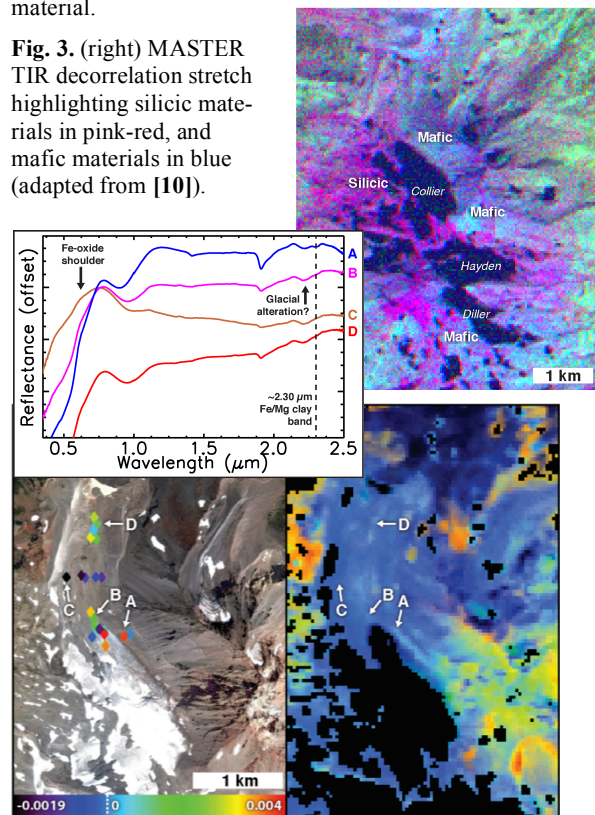 material.
Fig. 3. (right) MASTER
TIR decorrelation stretch
highlighting silicic mate-
rials in pink-red, and
mafic materials in blue
(adapted from [10]).
Mafic
Silicic
Collier
Mafic
Hayden
Diller
Mafic
1 km
Reflectance (offset)
Fe-oxide
shoulder
A
B
Glacial
alteration?
C
D
~2.30 μm
Fe/Mg clay
band
0.5 1.0 1.5 2.0 2.5
Wavelength (μm)
D
C
B
A
1 km
-0.0019 0 0.004
D
C
B
A